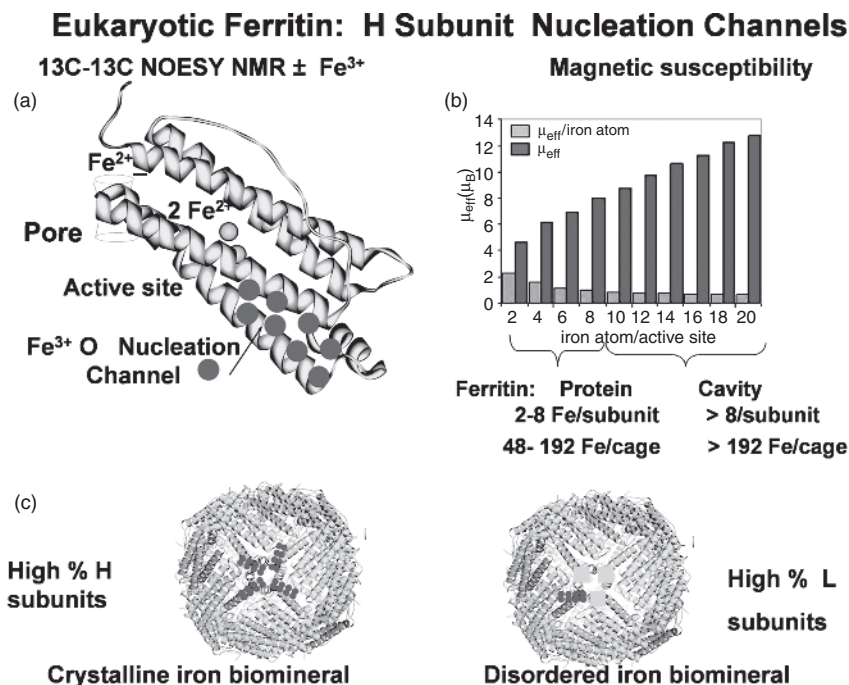 Eukaryotic Ferritin: H Subunit Nucleation Channels
13C-13C NOESY NMR ± Fe³⁺
Magnetic susceptibility
(a)
Fe²⁺
2 Fe²⁺
Pore
Active site
Fe³⁺ O Nucleation
Channel
(b)
μeff/iron atom
μeff
μeff(μB)
14
12
10
8
6
4
2
0
2 4 6 8 10 12 14 16 18 20
iron atom/active site
Ferritin: Protein Cavity
2-8 Fe/subunit > 8/subunit
48- 192 Fe/cage > 192 Fe/cage
(c)
High % H
subunits
High % L
subunits
Crystalline iron biomineral
Disordered iron biomineral